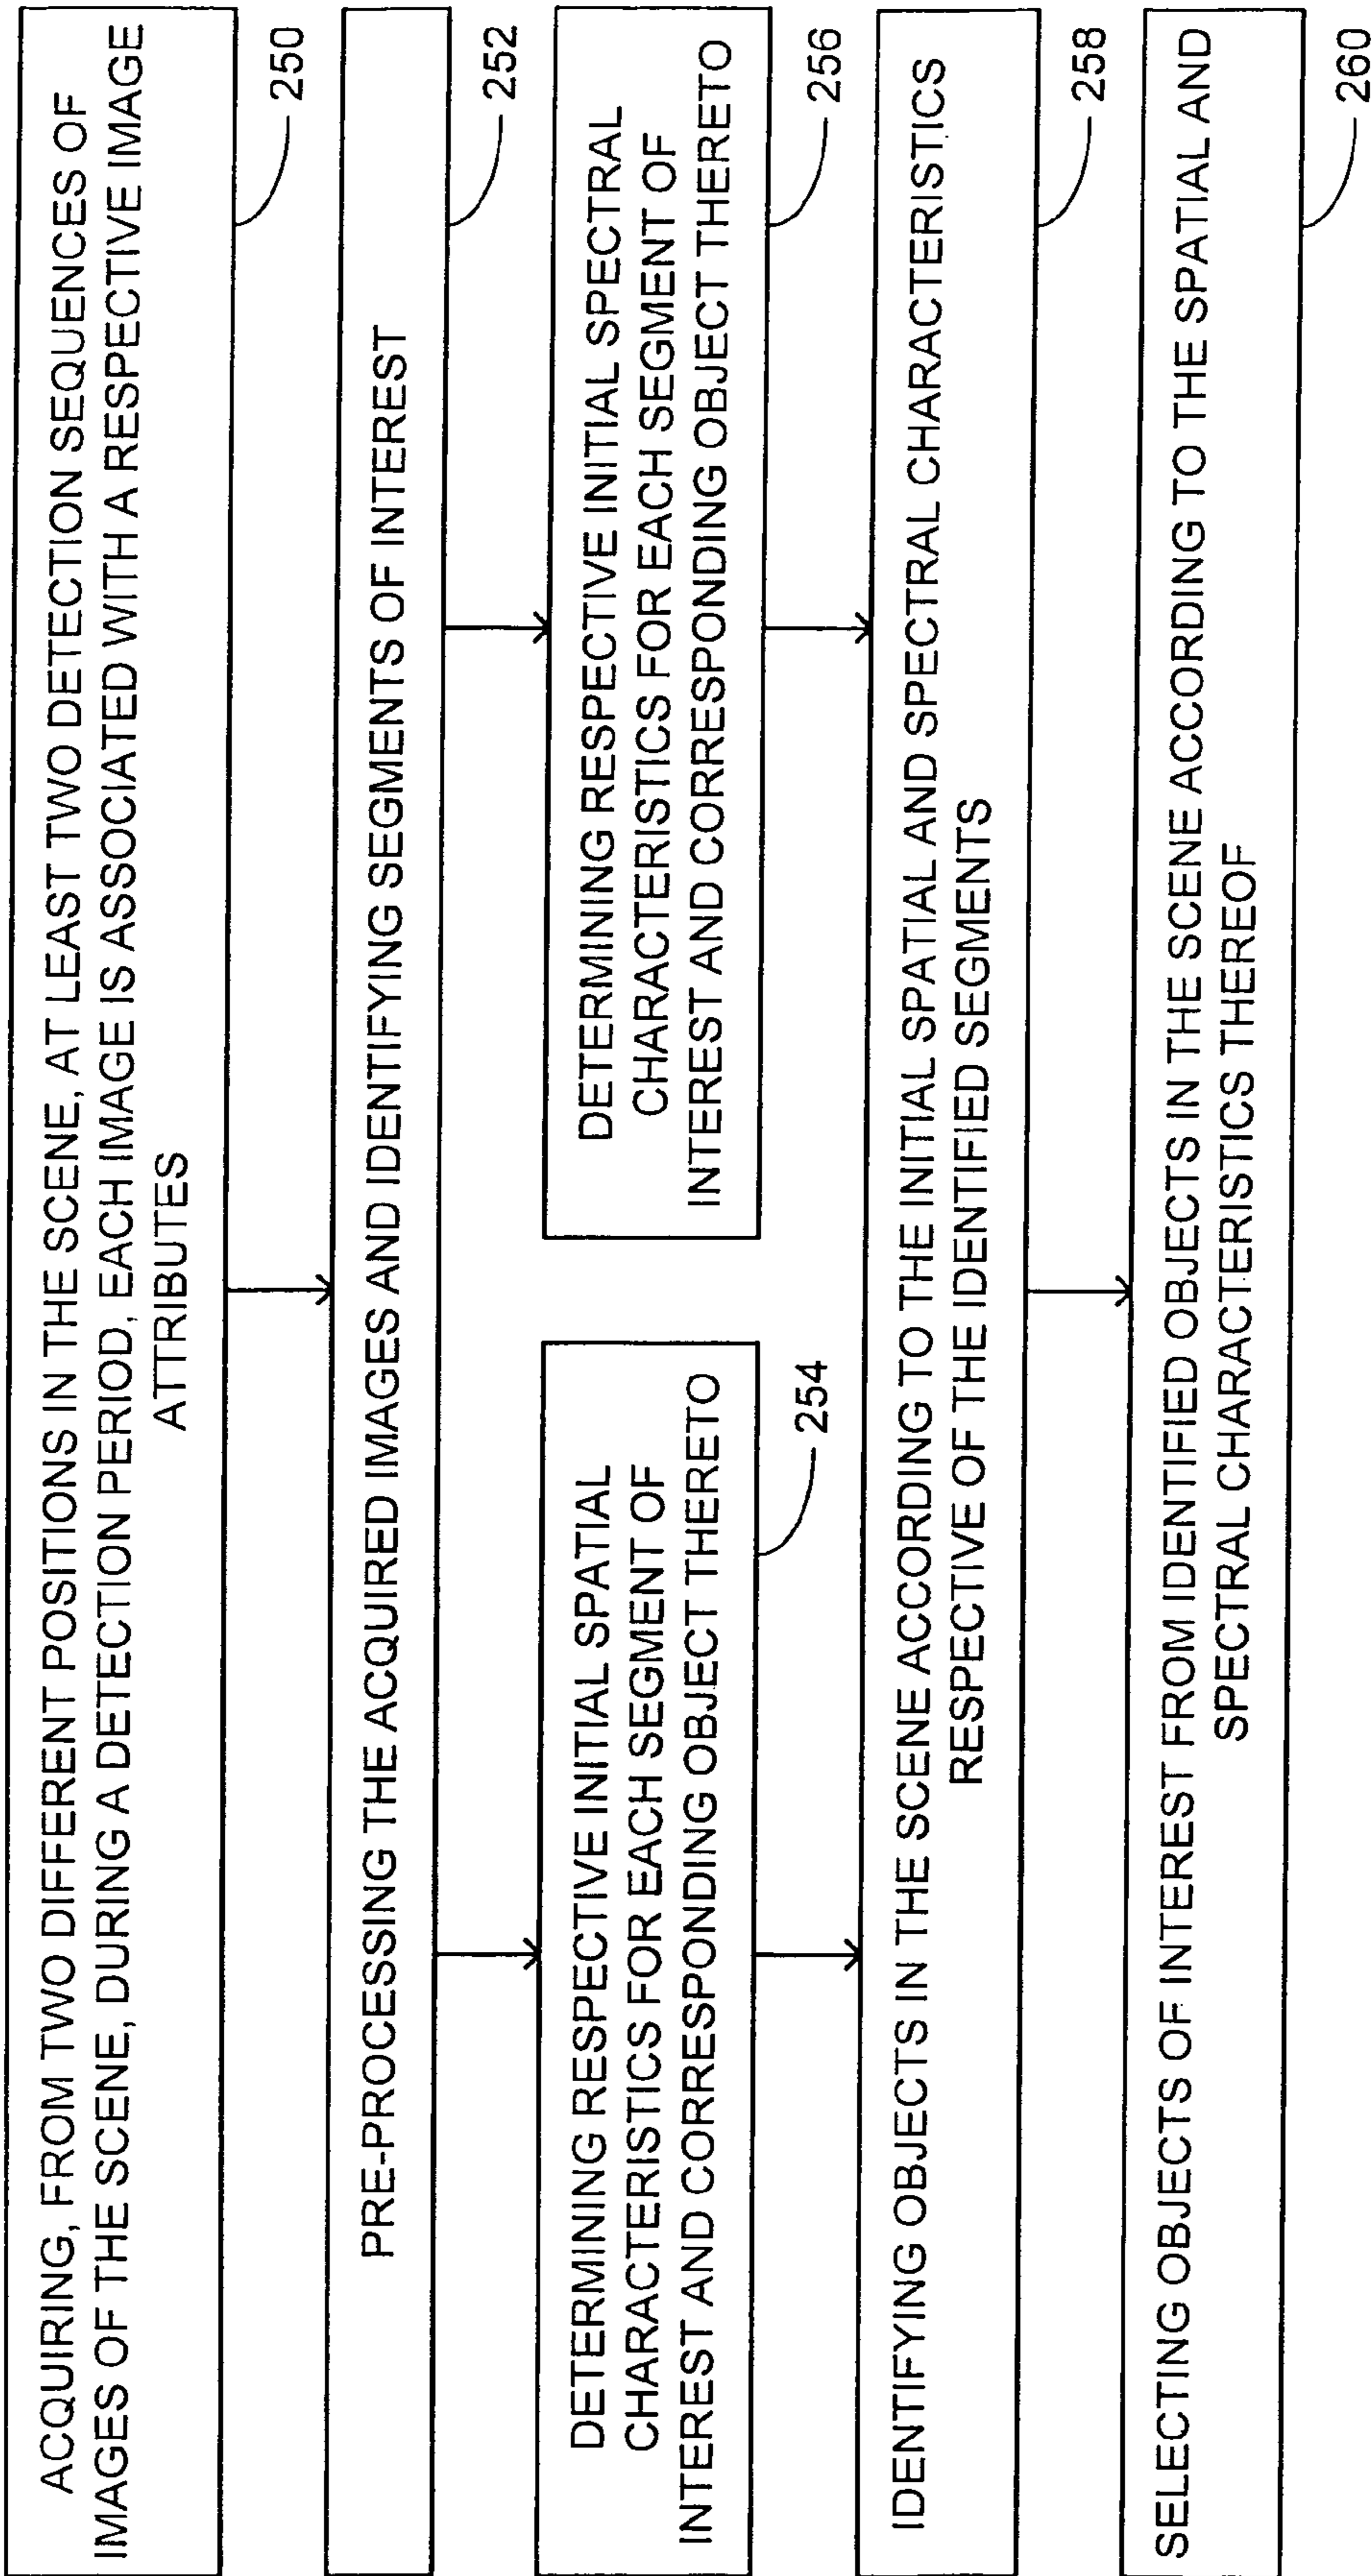 ACQUIRING, FROM TWO DIFFERENT POSITIONS IN THE SCENE, AT LEAST TWO DETECTION SEQUENCES OF
IMAGES OF THE SCENE, DURING A DETECTION PERIOD, EACH IMAGE IS ASSOCIATED WITH A RESPECTIVE IMAGE
ATTRIBUTES
250
PRE-PROCESSING THE ACQUIRED IMAGES AND IDENTIFYING SEGMENTS OF INTEREST
252
DETERMINING RESPECTIVE INITIAL SPATIAL
CHARACTERISTICS FOR EACH SEGMENT OF
INTEREST AND CORRESPONDING OBJECT THERETO
254
DETERMINING RESPECTIVE INITIAL SPECTRAL
CHARACTERISTICS FOR EACH SEGMENT OF
INTEREST AND CORRESPONDING OBJECT THERETO
256
IDENTIFYING OBJECTS IN THE SCENE ACCORDING TO THE INITIAL SPATIAL AND SPECTRAL CHARACTERISTICS
RESPECTIVE OF THE IDENTIFIED SEGMENTS
258
SELECTING OBJECTS OF INTEREST FROM IDENTIFIED OBJECTS IN THE SCENE ACCORDING TO THE SPATIAL AND
SPECTRAL CHARACTERISTICS THEREOF
260